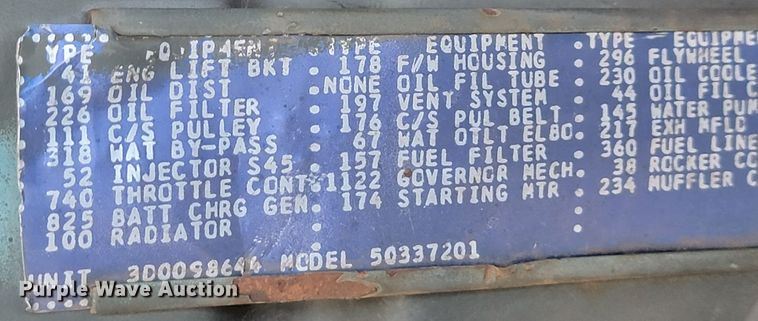 YPE EQUIPMENT TYPE EQUIPMENT TYPE EQUIPME
41 ENG LIFT BKT 178 F/W HOUSING 296 FLYWHEEL
169 OIL DIST NONE OIL FIL TUBE 230 OIL COOLE
226 OIL FILTER 197 VENT SYSTEM 44 OIL FIL C
111 C/S PULLEY 176 C/S PUL BELT 145 WATER PUM
318 WAT BY-PASS 67 WAT OTLT ELBO 217 EXH MFLD
52 INJECTOR S45 157 FUEL FILTER 360 FUEL LINE
740 THROTTLE CONT 1122 GOVERNOR MECH 38 ROCKER CO
825 BATT CHRG GEN 174 STARTING MTR 234 MUFFLER C
100 RADIATOR
UNIT 3D0098644 MODEL 50337201
Purple Wave Auction